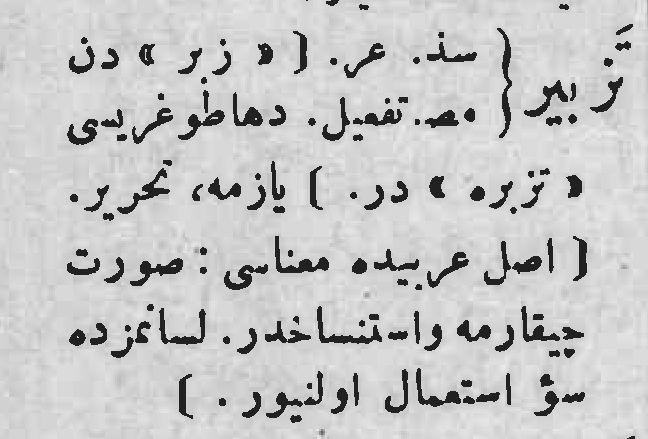 تَزبير } سذ. عر. [ « زبر » دن
مصـ. تفعيل. دها طوغريسى
« تزبره » در. ] يازمه، تحرير.
[ اصل عربيده معناسى : صورت
چيقارمه واستنساخدر. لسانمزده
سؤ استعمال اولنيور. ]